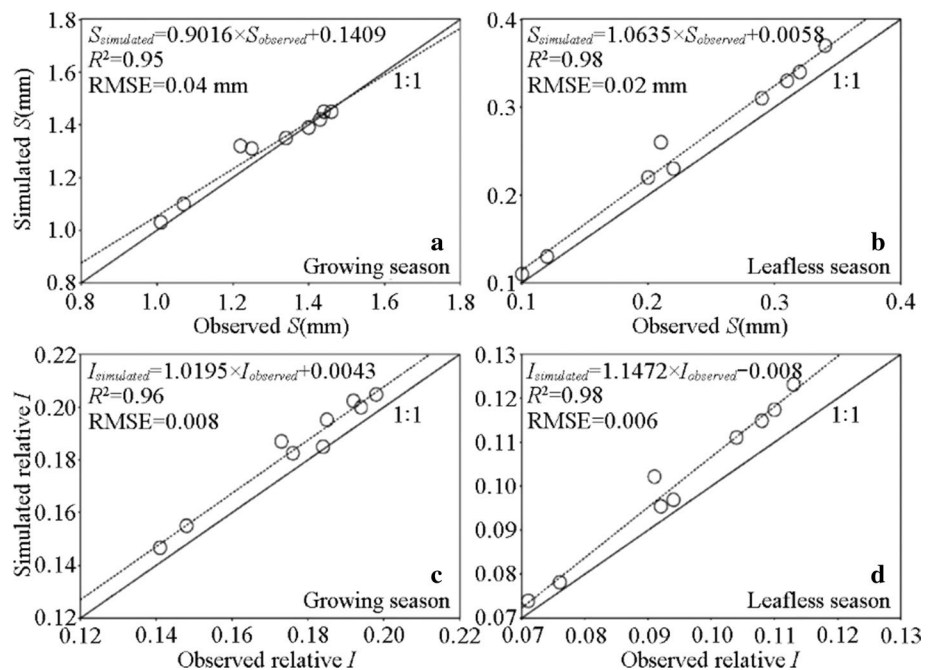 S simulated=0.9016×S observed+0.1409
R²=0.95
RMSE=0.04 mm
1:1
Simulated S(mm)
1.8
1.6
1.4
1.2
1.0
0.8
a
Growing season
0.8 1.0 1.2 1.4 1.6 1.8
Observed S(mm)
S simulated=1.0635×S observed+0.0058
R²=0.98
RMSE=0.02 mm
1:1
0.4
0.3
0.2
0.1
b
Leafless season
0.1 0.2 0.3 0.4
Observed S(mm)
I simulated=1.0195×I observed+0.0043
R²=0.96
RMSE=0.008
1:1
Simulated relative I
0.22
0.20
0.18
0.16
0.14
0.12
c
Growing season
0.12 0.14 0.16 0.18 0.20 0.22
Observed relative I
I simulated=1.1472×I observed−0.008
R²=0.98
RMSE=0.006
1:1
0.13
0.12
0.11
0.10
0.09
0.08
0.07
d
Leafless season
0.07 0.08 0.09 0.10 0.11 0.12 0.13
Observed relative I